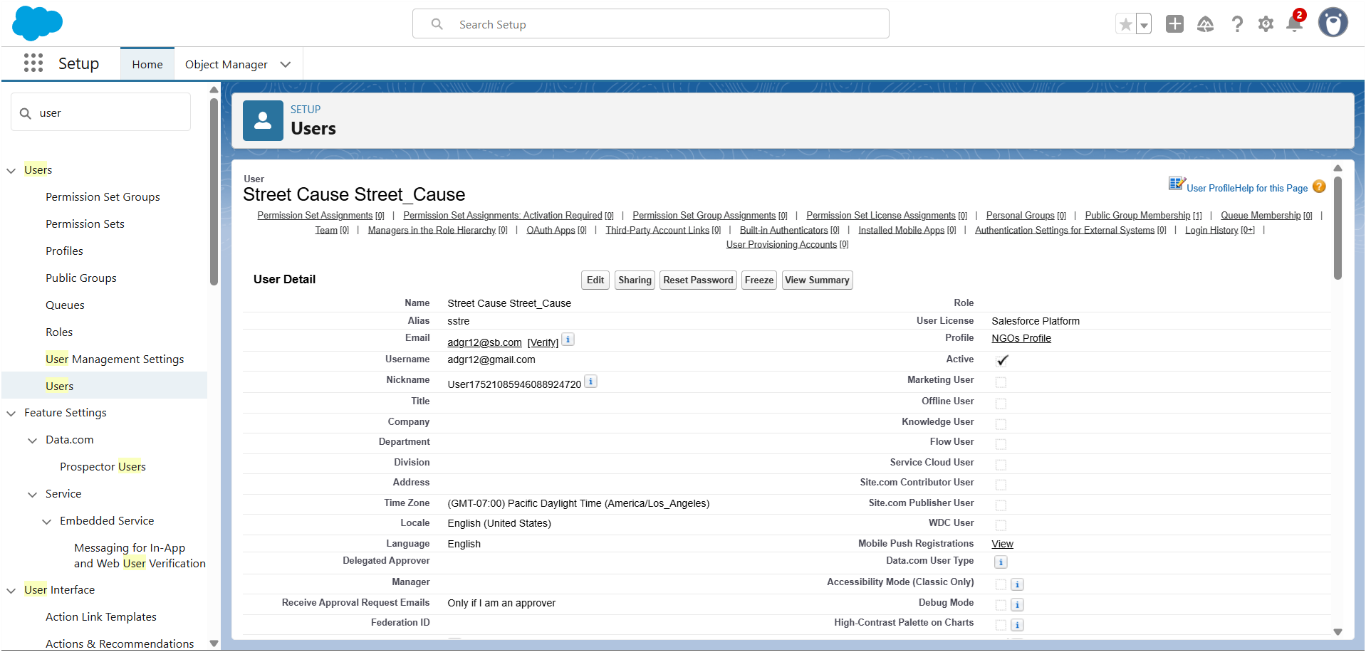 Search Setup
2
Setup
Home
Object Manager
user
Users
Permission Set Groups
Permission Sets
Profiles
Public Groups
Queues
Roles
User Management Settings
Users
Feature Settings
Data.com
Prospector Users
Service
Embedded Service
Messaging for In-App
and Web User Verification
User Interface
Action Link Templates
Actions & Recommendations
SETUP
Users
User
Street Cause Street_Cause
User Profile Help for this Page ?
Permission Set Assignments [0] | Permission Set Assignments: Activation Required [0] | Permission Set Group Assignments [0] | Permission Set License Assignments [0] | Personal Groups [0] | Public Group Membership [1] | Queue Membership [0] |
Team [0] | Managers in the Role Hierarchy [0] | OAuth Apps [0] | Third-Party Account Links [0] | Built-in Authenticators [0] | Installed Mobile Apps [0] | Authentication Settings for External Systems [0] | Login History [0+] |
User Provisioning Accounts [0]
User Detail
Edit Sharing Reset Password Freeze View Summary
Name Street Cause Street_Cause Role
Alias sstre User License Salesforce Platform
Email adgr12@sb.com [Verify] i Profile NGOs Profile
Username adgr12@gmail.com Active
Nickname User17521085946088924720 i Marketing User
Title Offline User
Company Knowledge User
Department Flow User
Division Service Cloud User
Address Site.com Contributor User
Time Zone (GMT-07:00) Pacific Daylight Time (America/Los_Angeles) Site.com Publisher User
Locale English (United States) WDC User
Language English Mobile Push Registrations View
Delegated Approver Data.com User Type i
Manager Accessibility Mode (Classic Only) i
Receive Approval Request Emails Only if I am an approver Debug Mode i
Federation ID High-Contrast Palette on Charts i